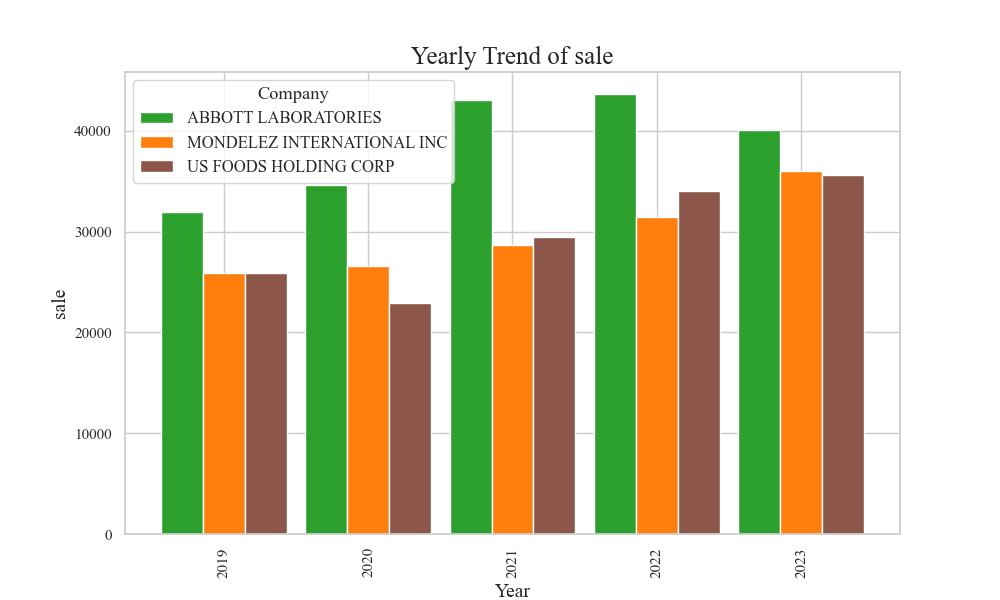 Yearly Trend of sale
Company
ABBOTT LABORATORIES
MONDELEZ INTERNATIONAL INC
US FOODS HOLDING CORP
sale
40000
30000
20000
10000
0
2019
2020
2021
2022
2023
Year